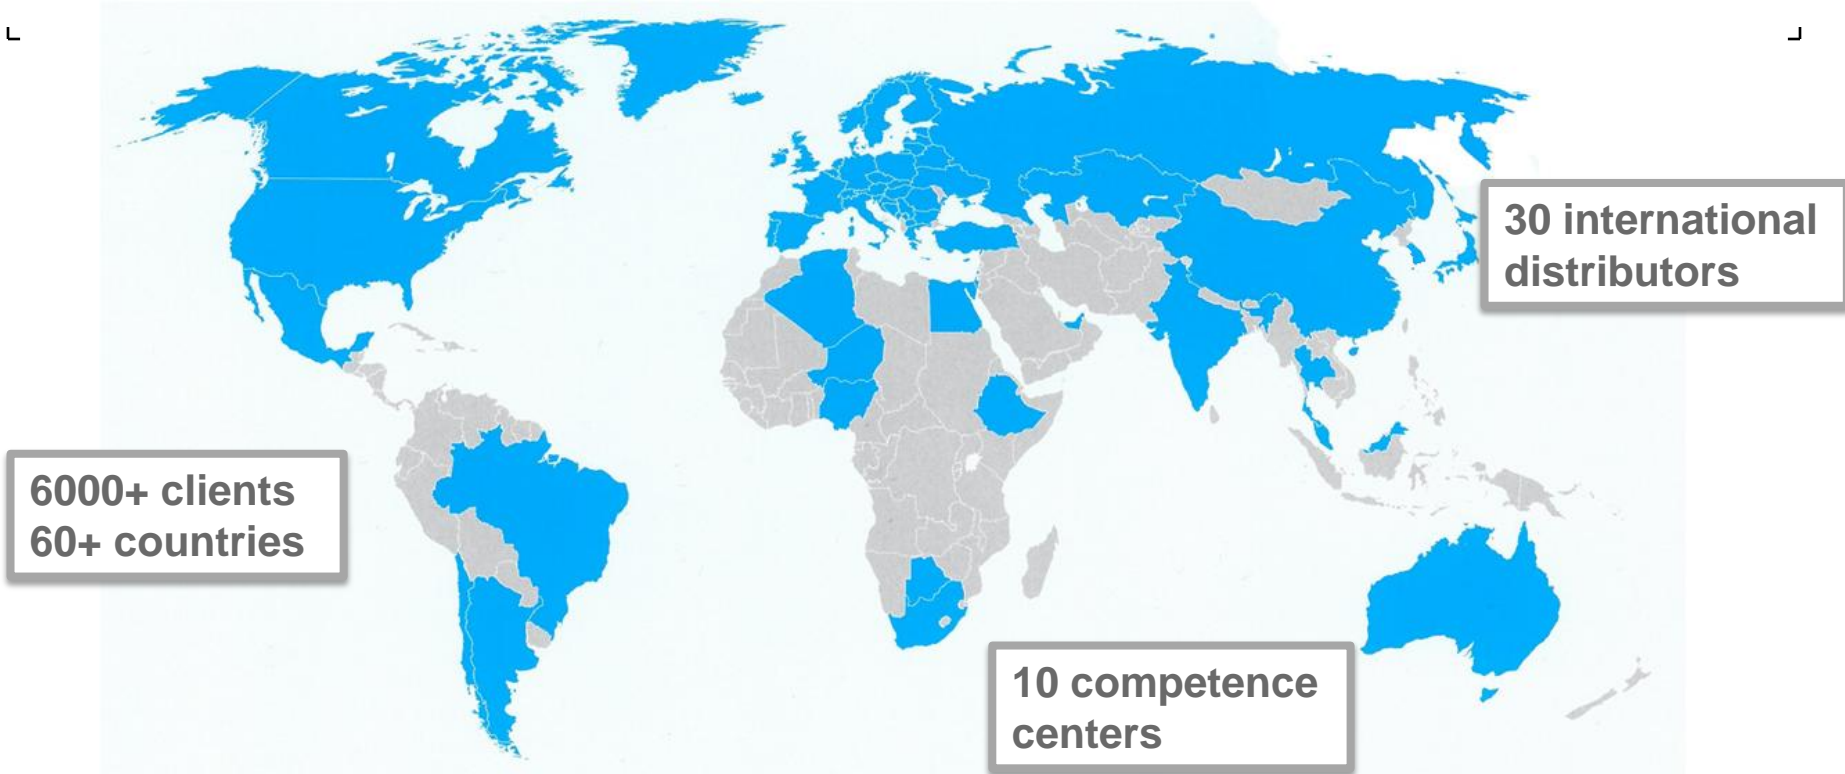 30 international
distributors
6000+ clients
60+ countries
10 competence
centers